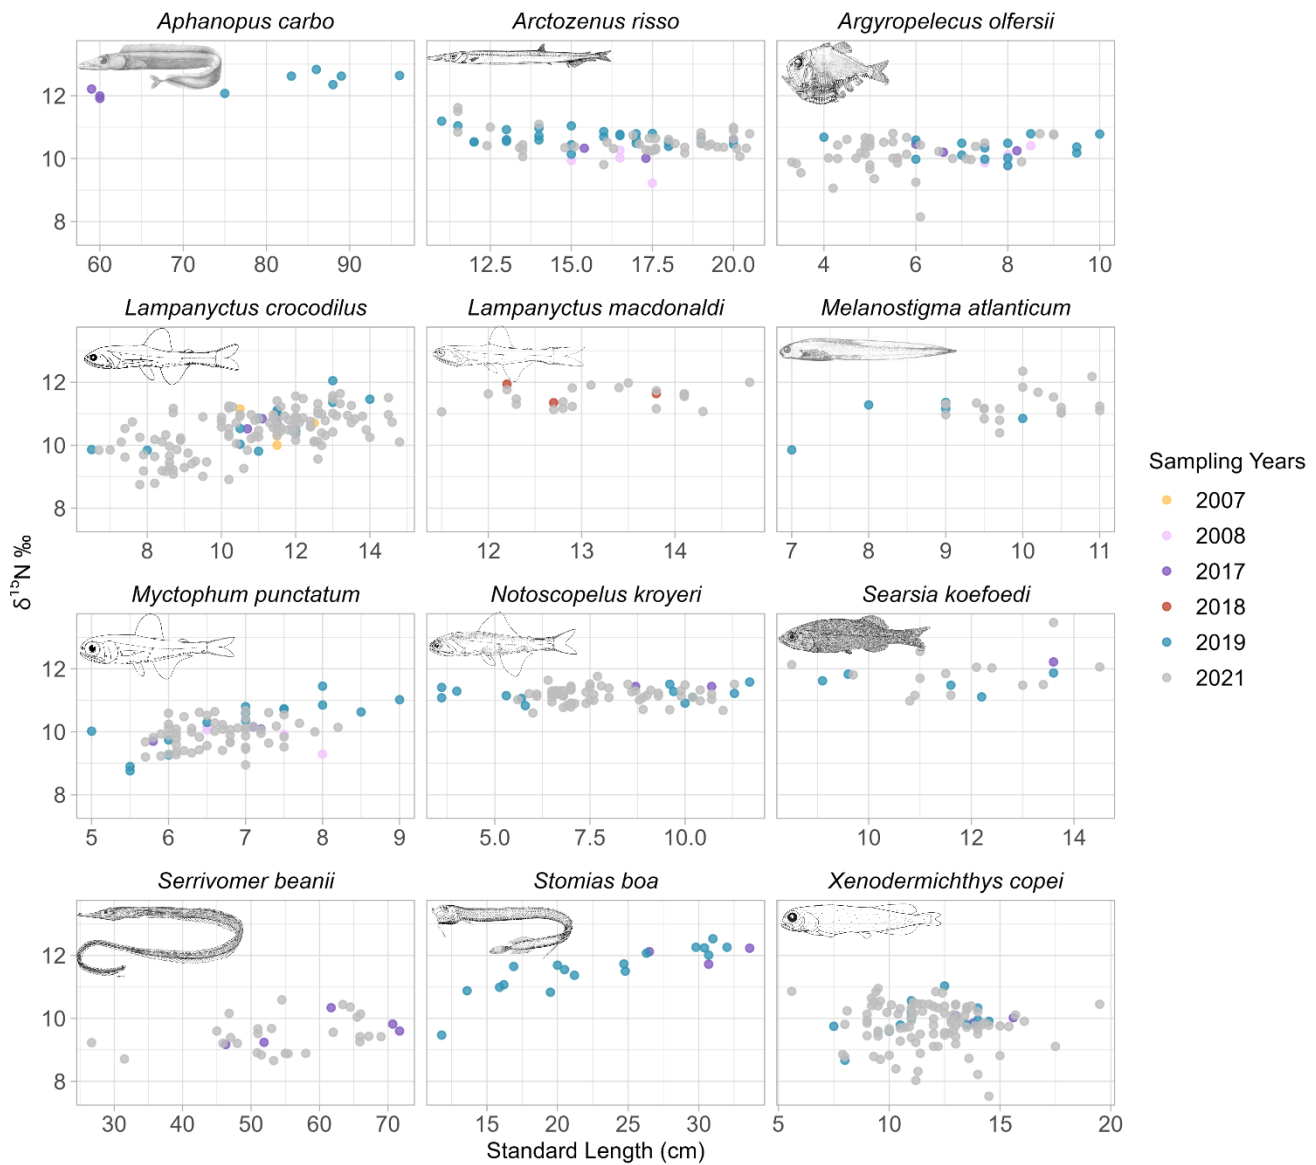 Aphanopus carbo Arctozenus risso Argyropelecus olfersii
12
10
8
60 70 80 90 12.5 15.0 17.5 20.0 4 6 8 10
Lampanyctus crocodilus Lampanyctus macdonaldi Melanostigma atlanticum
12
10
8
8 10 12 14 12 13 14 7 8 9 10 11
Myctophum punctatum Notoscopelus kroyeri Searsia koefoedi
12
10
8
5 6 7 8 9 5.0 7.5 10.0 10 12 14
Serrivomer beanii Stomias boa Xenodermichthys copei
12
10
8
30 40 50 60 70 15 20 25 30 5 10 15 20
Standard Length (cm)
δ¹⁵N ‰
Sampling Years
2007
2008
2017
2018
2019
2021